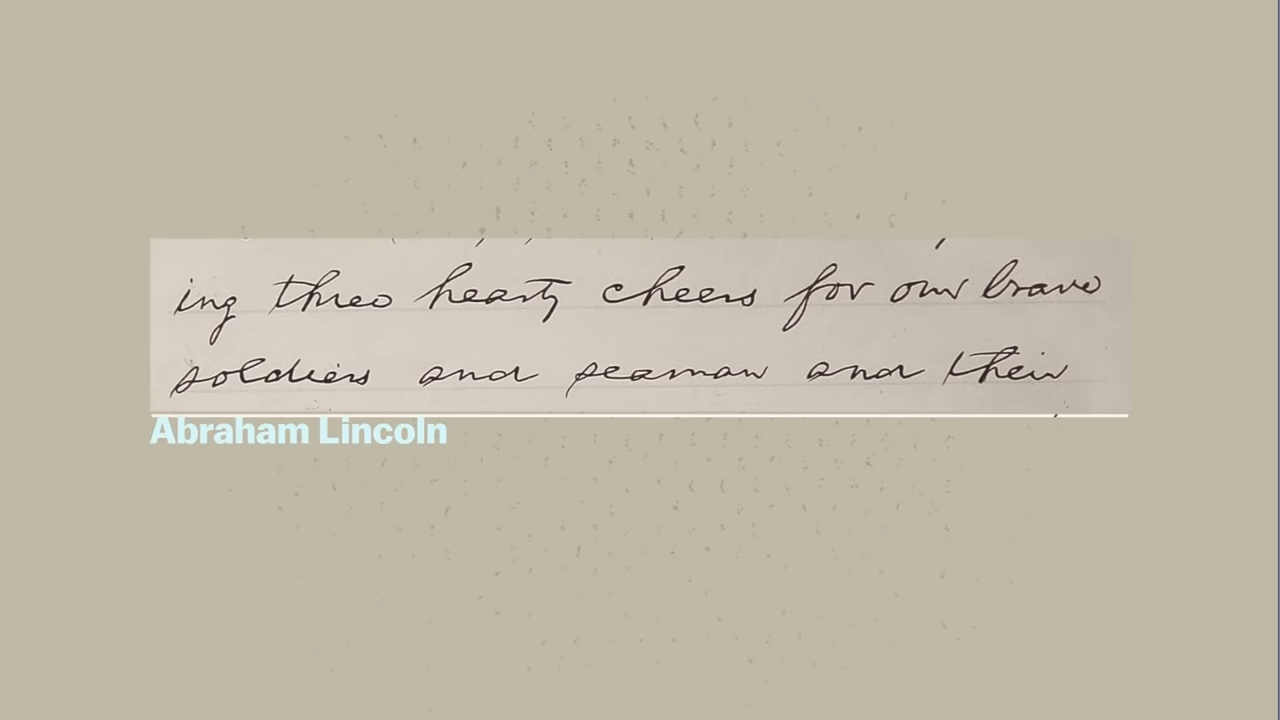 ing three hearty cheers for our brave
soldiers and seaman and their
Abraham Lincoln